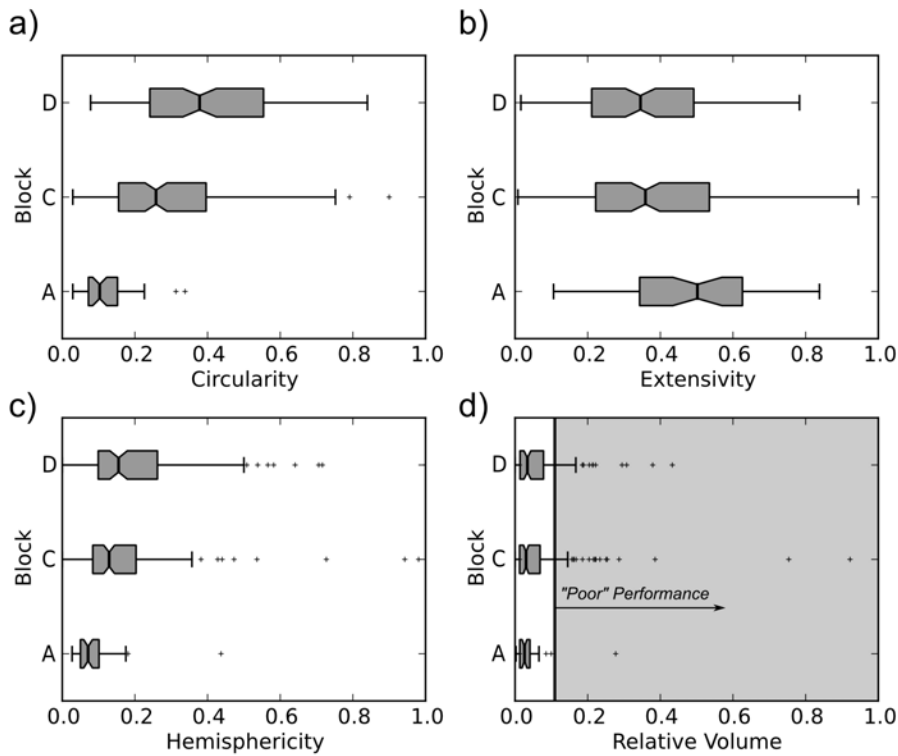 a)
D
C
A
Block
0.0 0.2 0.4 0.6 0.8 1.0
Circularity
b)
D
C
A
Block
0.0 0.2 0.4 0.6 0.8 1.0
Extensivity
c)
D
C
A
Block
0.0 0.2 0.4 0.6 0.8 1.0
Hemisphericity
d)
D
C
A
Block
"Poor" Performance
0.0 0.2 0.4 0.6 0.8 1.0
Relative Volume